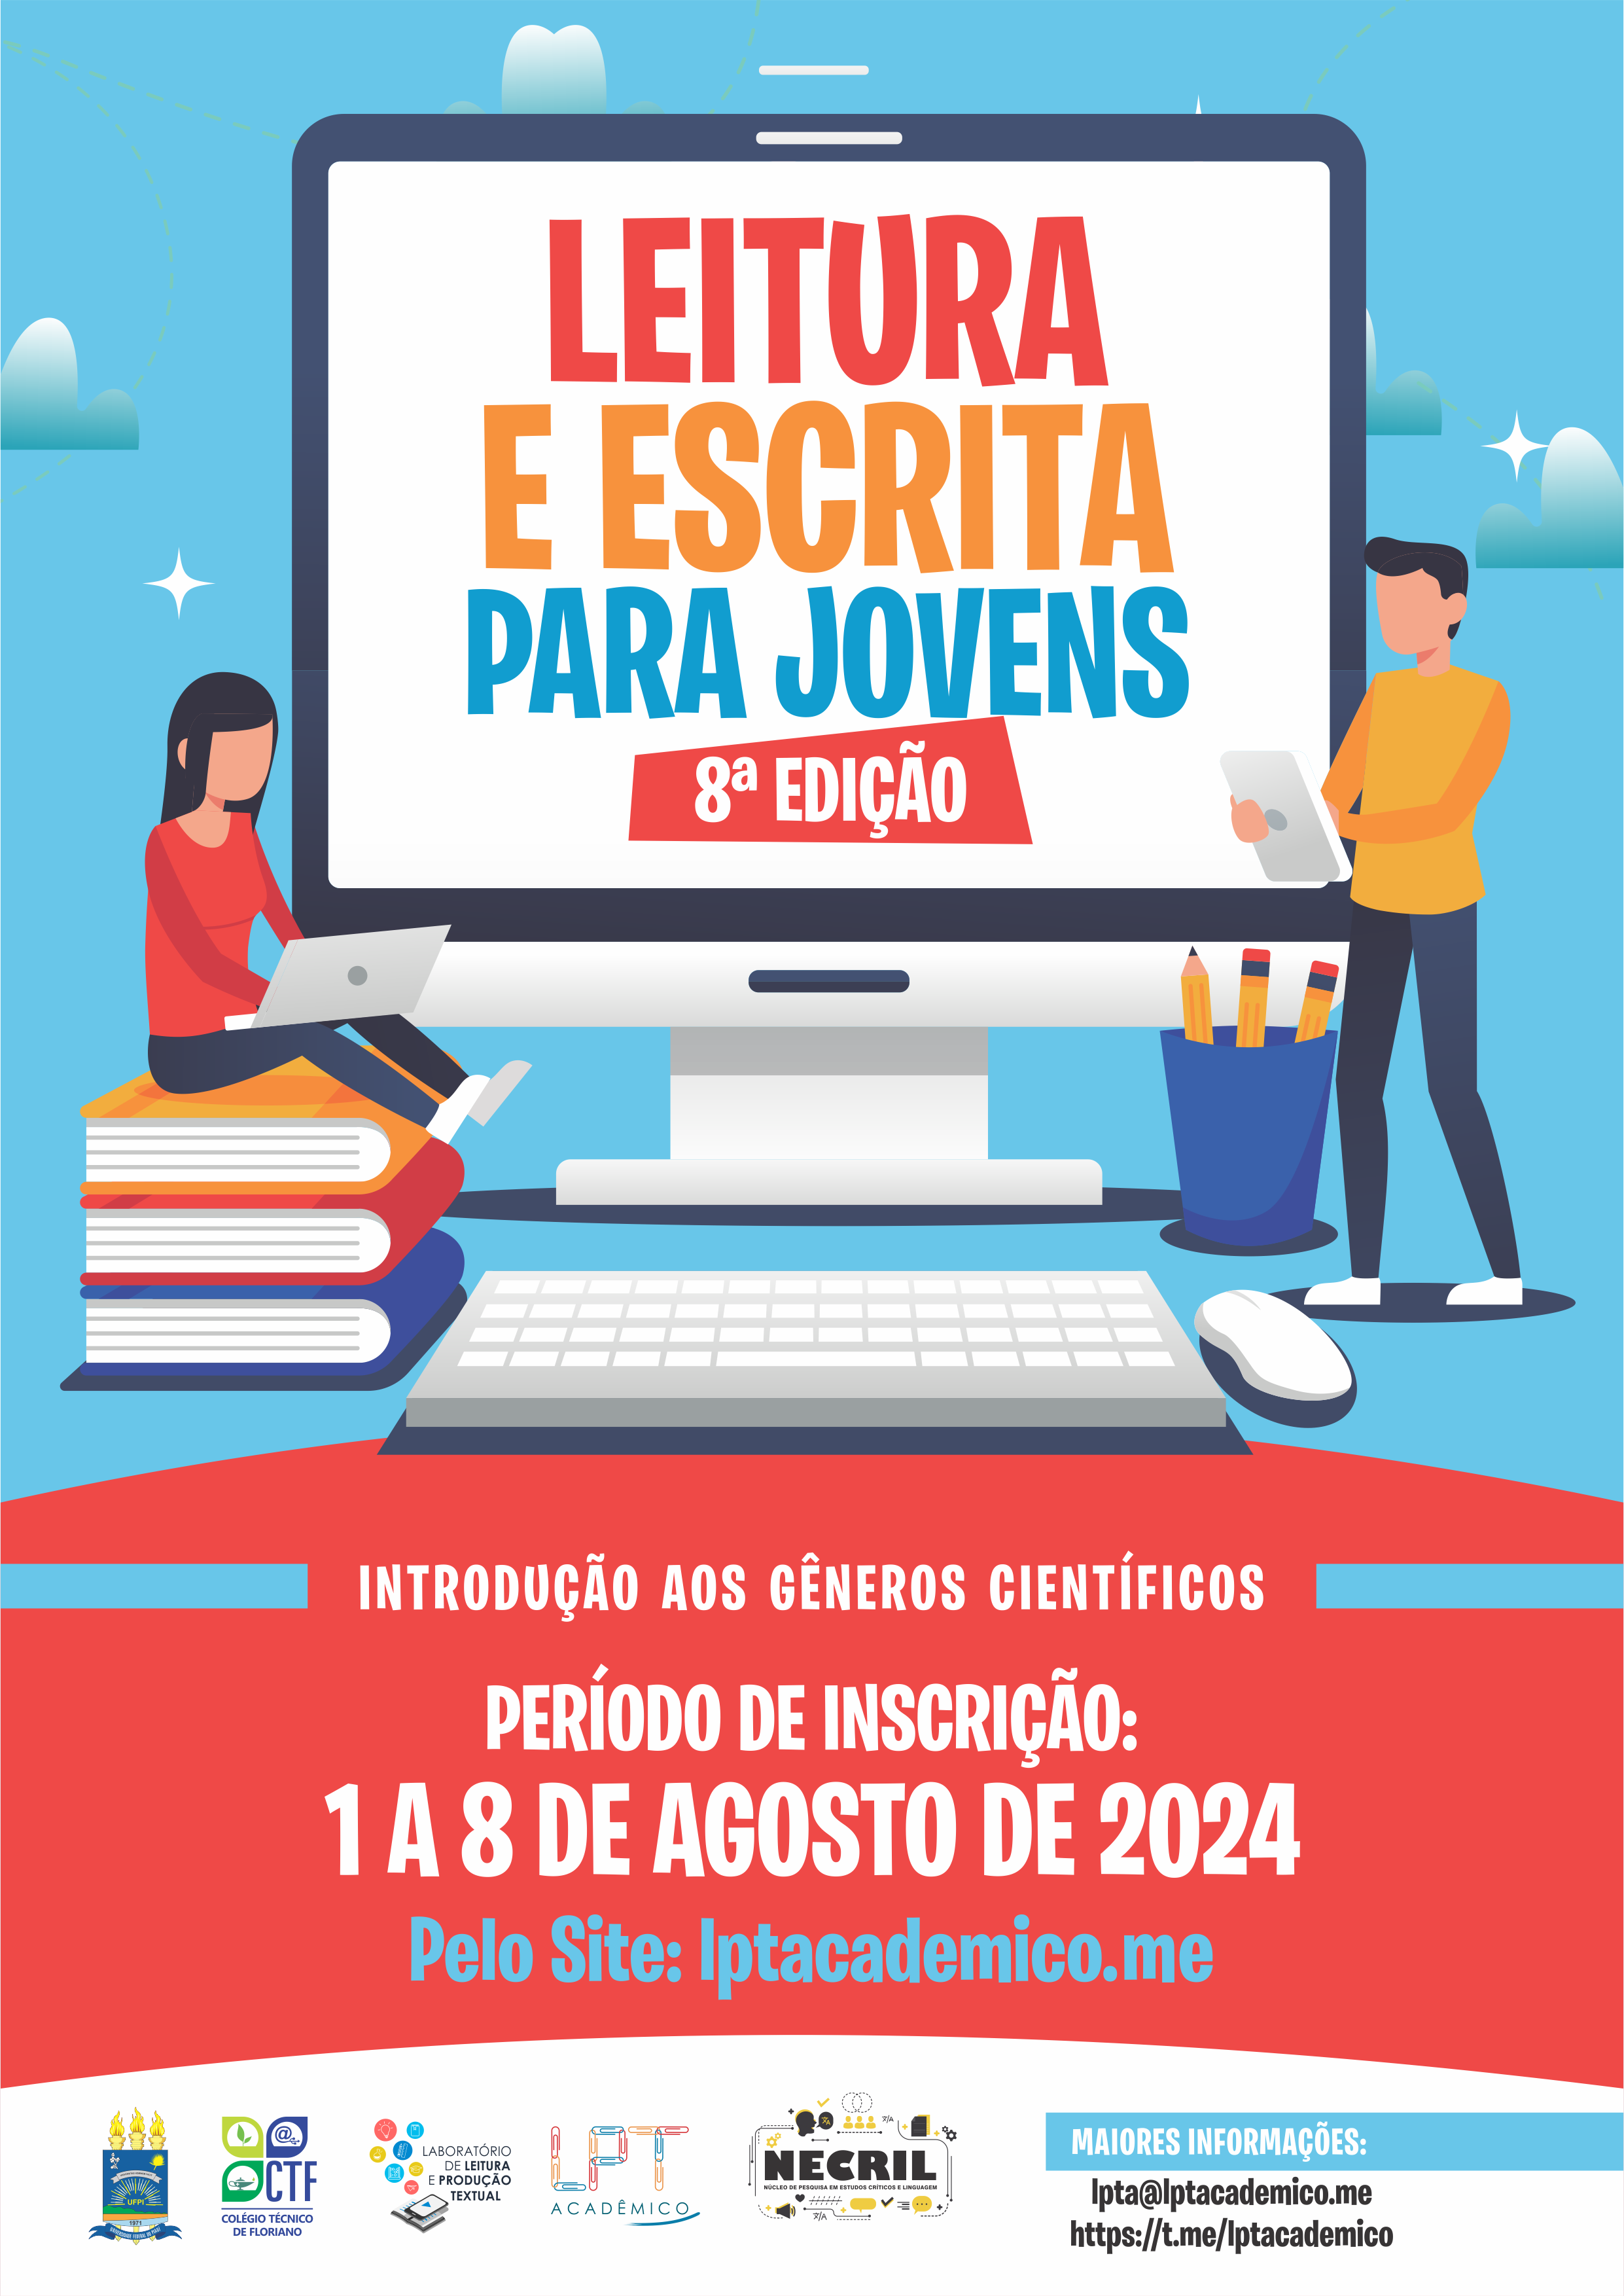 LEITURA
E ESCRITA
PARA JOVENS
8ª EDIÇÃO
INTRODUÇÃO AOS GÊNEROS CIENTÍFICOS
PERÍODO DE INSCRIÇÃO:
1 A 8 DE AGOSTO DE 2024
Pelo Site: lptacademico.me
UFPI
1971
@
CTF
COLÉGIO TÉCNICO
DE FLORIANO
LABORATÓRIO
DE LEITURA
E PRODUÇÃO
TEXTUAL
LPT
ACADÊMICO
NECRIL
NÚCLEO DE PESQUISA EM ESTUDOS CRÍTICOS E LINGUAGEM
MAIORES INFORMAÇÕES:
lpta@lptacademico.me
https://t.me/lptacademico